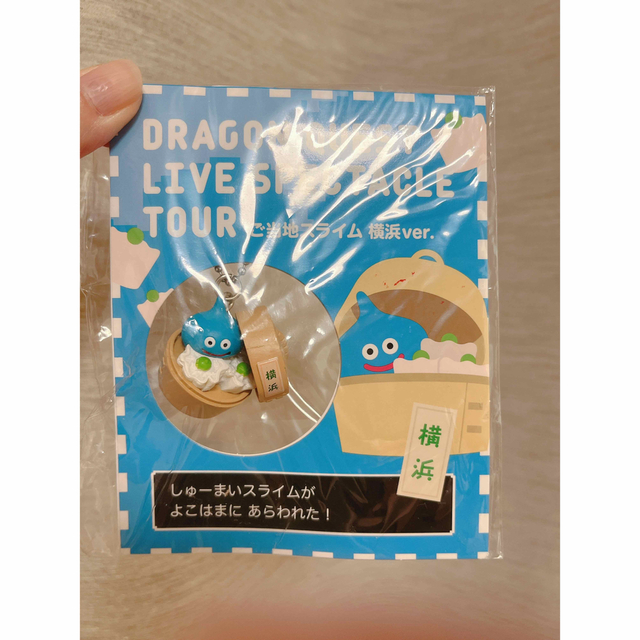 DRAGON QUEST
LIVE SPECTACLE
TOUR ご当地スライム 横浜ver.
横浜
横浜
しゅーまいスライムが
よこはまに あらわれた！